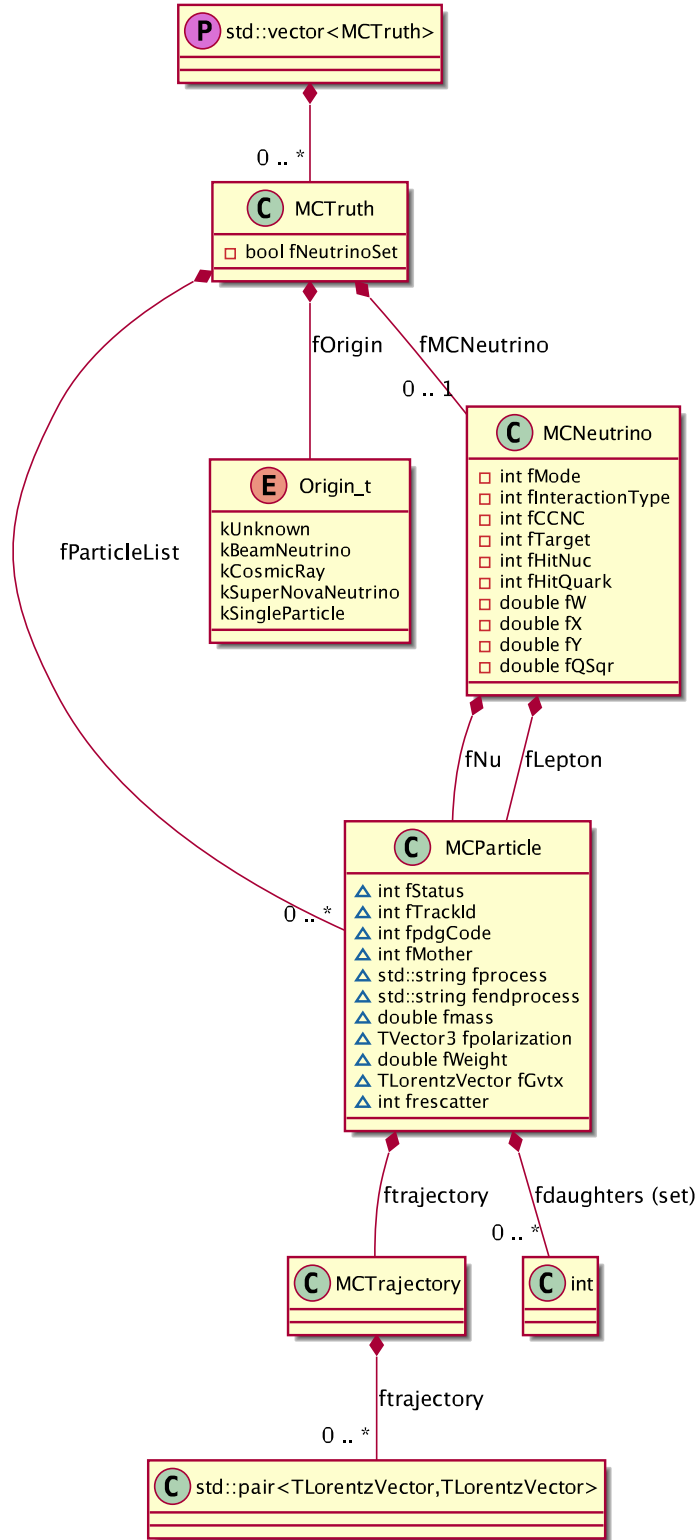 P std::vector<MCTruth>
0 .. *
C MCTruth
bool fNeutrinoSet
fOrigin
fMCNeutrino
0 .. 1
C MCNeutrino
int fMode
int fInteractionType
int fCCNC
int fTarget
int fHitNuc
int fHitQuark
double fW
double fX
double fY
double fQSqr
E Origin_t
kUnknown
kBeamNeutrino
kCosmicRay
kSuperNovaNeutrino
kSingleParticle
fParticleList
fNu
fLepton
0 .. *
C MCParticle
int fStatus
int fTrackId
int fpdgCode
int fMother
std::string fprocess
std::string fendprocess
double fmass
TVector3 fpolarization
double fWeight
TLorentzVector fGvtx
int frescatter
ftrajectory
fdaughters (set)
0 .. *
C MCTrajectory
C int
ftrajectory
0 .. *
C std::pair<TLorentzVector,TLorentzVector>